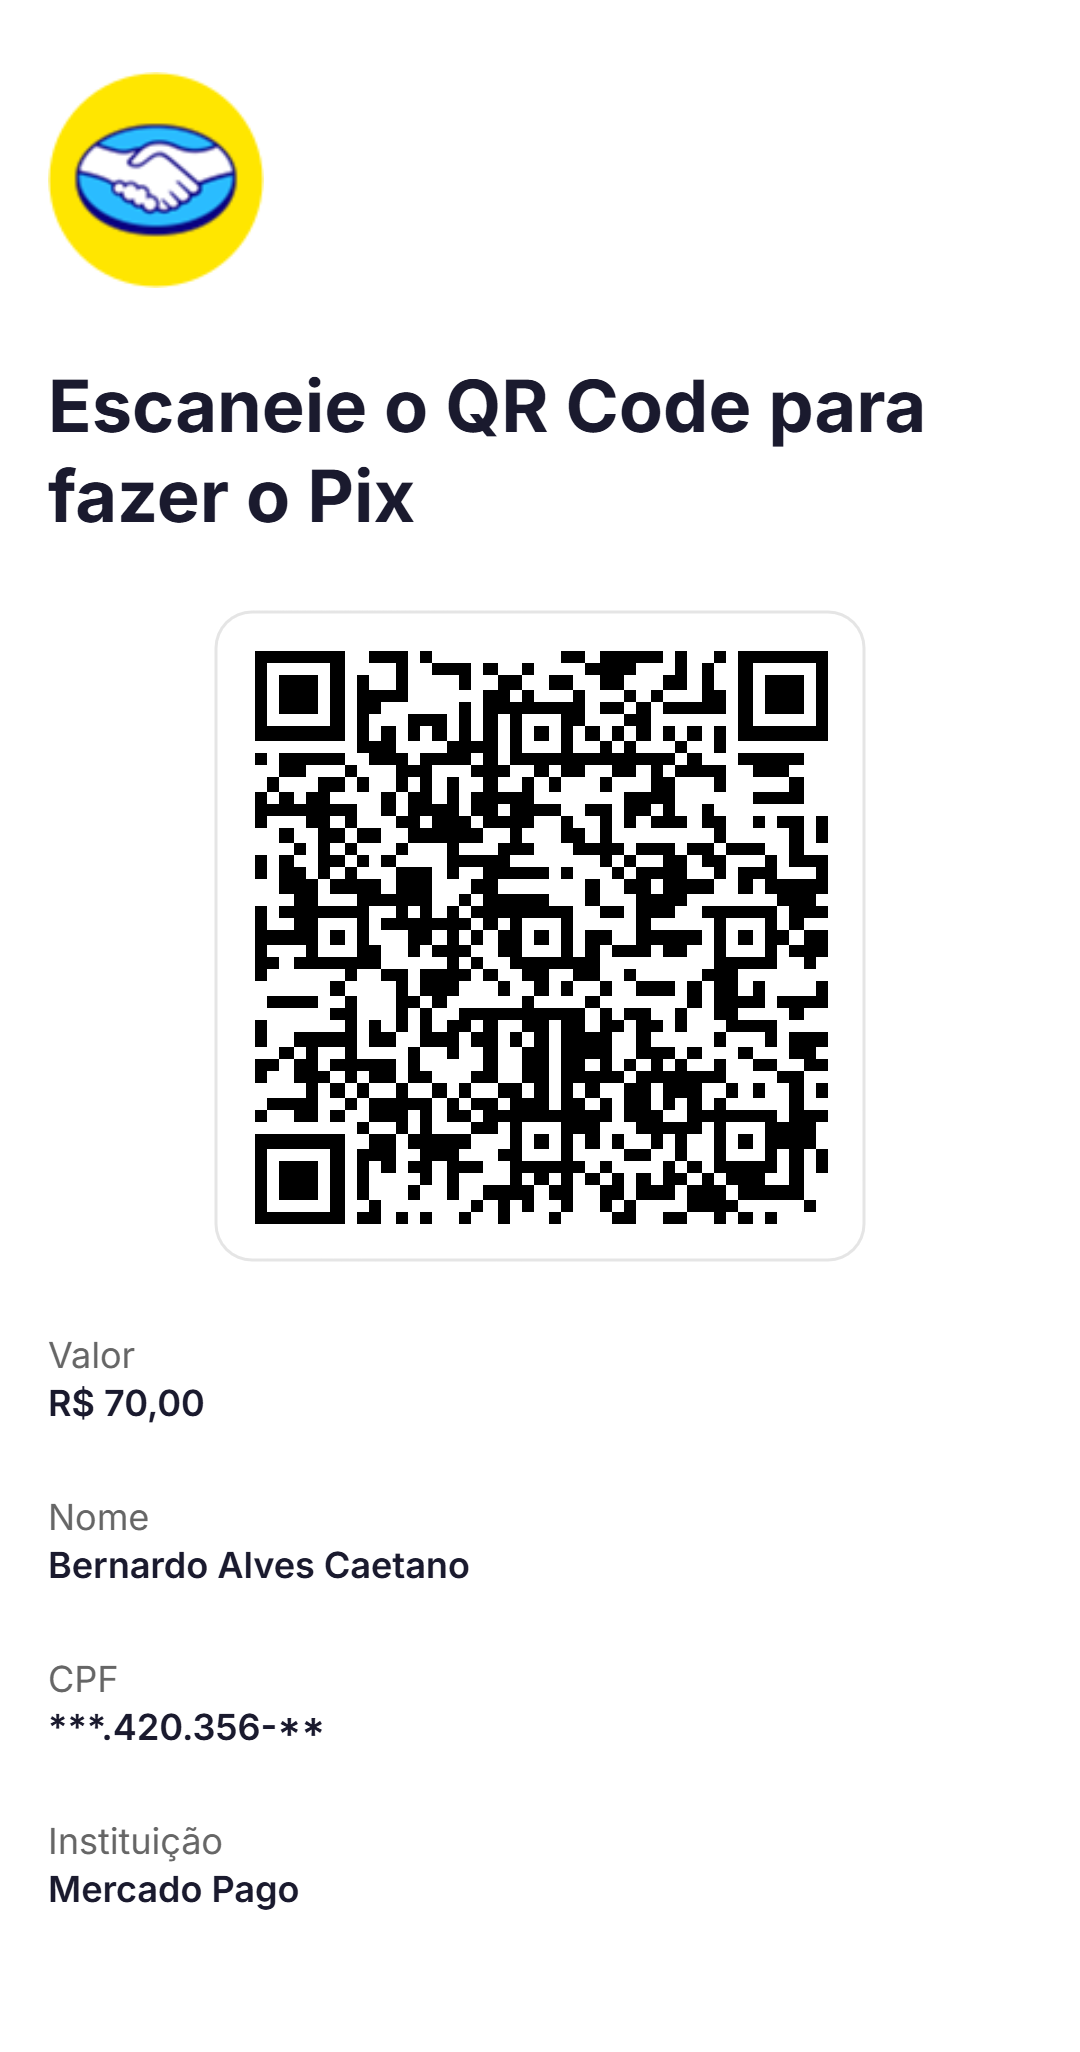 Escaneie o QR Code para
fazer o Pix
Valor
R$ 70,00
Nome
Bernardo Alves Caetano
CPF
***.420.356-**
Instituição
Mercado Pago